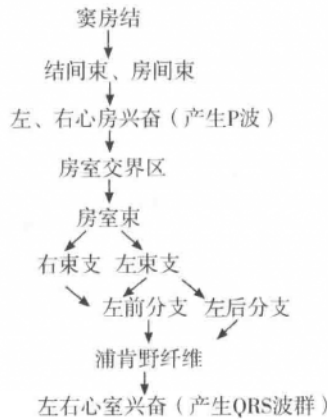 窦房结
结间束、房间束
左、右心房兴奋（产生P波）
房室交界区
房室束
右束支 左束支
左前分支 左后分支
浦肯野纤维
左右心室兴奋（产生QRS波群）